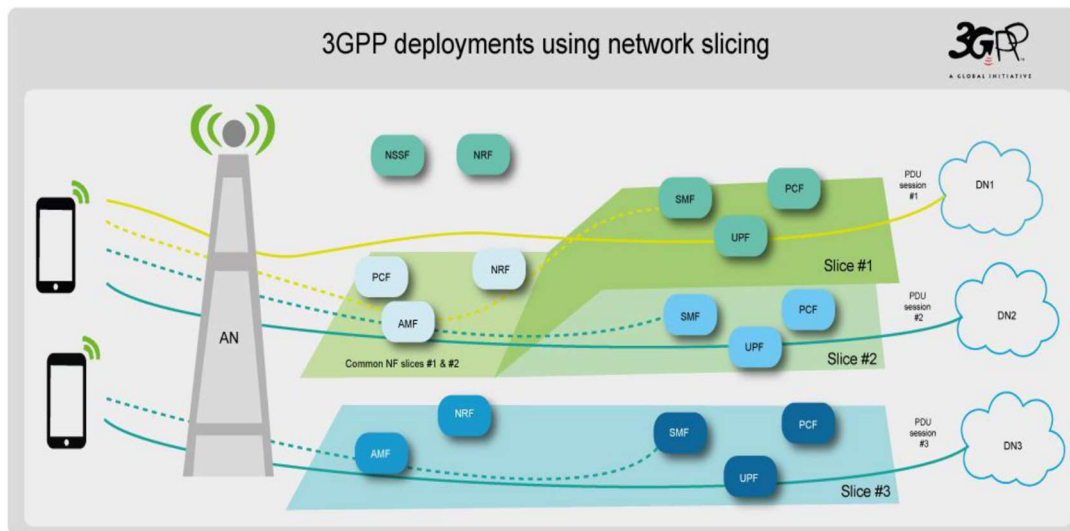 3GPP deployments using network slicing
3GPP
A GLOBAL INITIATIVE
NSSF
NRF
SMF
PCF
UPF
Slice #1
PDU
session
#1
DN1
PCF
NRF
AMF
Common NF slices #1 & #2
SMF
PCF
UPF
Slice #2
PDU
session
#2
DN2
AN
NRF
AMF
SMF
PCF
UPF
Slice #3
PDU
session
#3
DN3